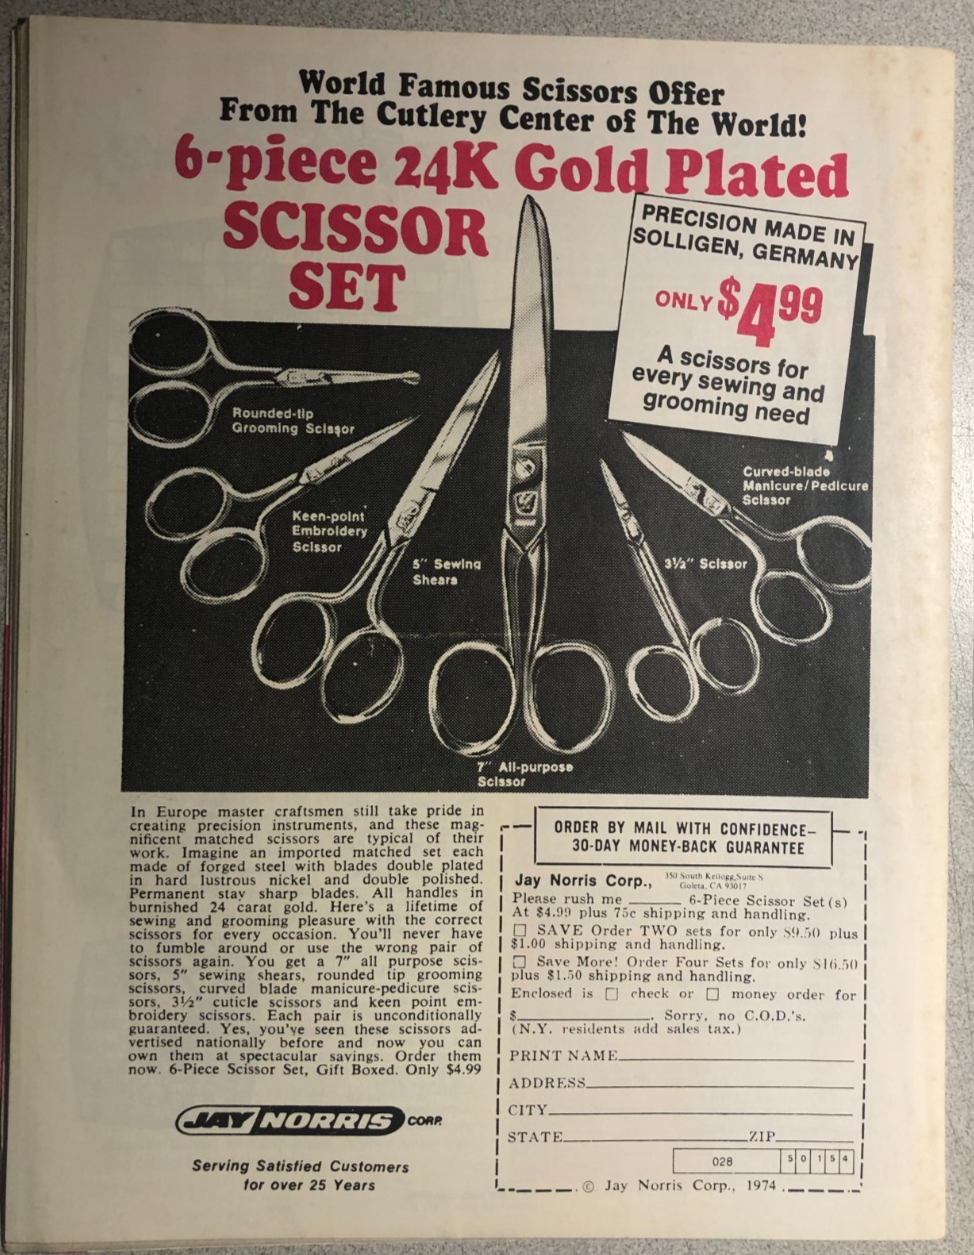 World Famous Scissors Offer
From The Cutlery Center of The World!
6-piece 24K Gold Plated
SCISSOR
SET
PRECISION MADE IN
SOLLIGEN, GERMANY
ONLY $4.99
A scissors for
every sewing and
grooming need
Rounded-tip
Grooming Scissor
Keen-point
Embroidery
Scissor
5" Sewing
Shears
7" All-purpose
Scissor
3½" Scissor
Curved-blade
Manicure/Pedicure
Scissor
In Europe master craftsmen still take pride in
creating precision instruments, and these mag-
nificent matched scissors are typical of their
work. Imagine an imported matched set each
made of forged steel with blades double plated
in hard lustrous nickel and double polished.
Permanent stay sharp blades. All handles in
burnished 24 carat gold. Here's a lifetime of
sewing and grooming pleasure with the correct
scissors for every occasion. You'll never have
to fumble around or use the wrong pair of
scissors again. You get a 7" all purpose scis-
sors, 5" sewing shears, rounded tip grooming
scissors, curved blade manicure-pedicure scis-
sors, 3½" cuticle scissors and keen point em-
broidery scissors. Each pair is unconditionally
guaranteed. Yes, you've seen these scissors ad-
vertised nationally before and now you can
own them at spectacular savings. Order them
now. 6-Piece Scissor Set, Gift Boxed. Only $4.99
JAY NORRIS CORP.
Serving Satisfied Customers
for over 25 Years
ORDER BY MAIL WITH CONFIDENCE—
30-DAY MONEY-BACK GUARANTEE
Jay Norris Corp., 350 South Kellogg, Suite S
Goleta, CA 93017
Please rush me ______ 6-Piece Scissor Set(s)
At $4.99 plus 75c shipping and handling.
□ SAVE Order TWO sets for only $9.50 plus
$1.00 shipping and handling.
□ Save More! Order Four Sets for only $16.50
plus $1.50 shipping and handling.
Enclosed is □ check or □ money order for
$______________. Sorry, no C.O.D.'s.
(N.Y. residents add sales tax.)
PRINT NAME
ADDRESS
CITY
STATE ZIP
028 50154
© Jay Norris Corp., 1974